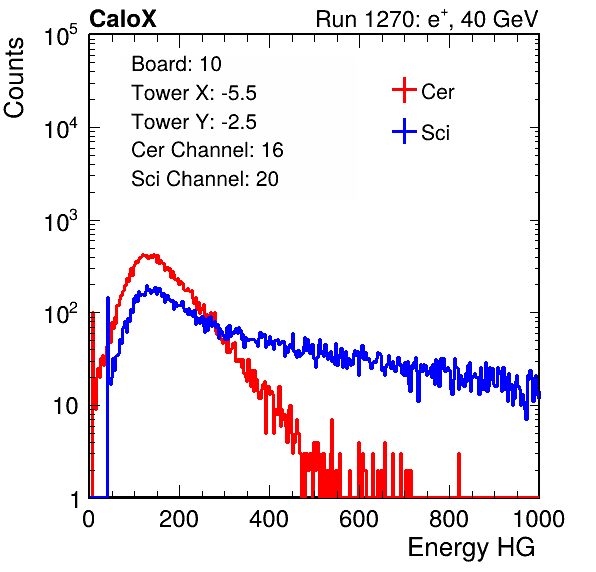 CaloX Run 1270: e⁺, 40 GeV
Counts
10⁵
10⁴
10³
10²
10
1
Board: 10
Tower X: -5.5
Tower Y: -2.5
Cer Channel: 16
Sci Channel: 20
Cer
Sci
0 200 400 600 800 1000
Energy HG